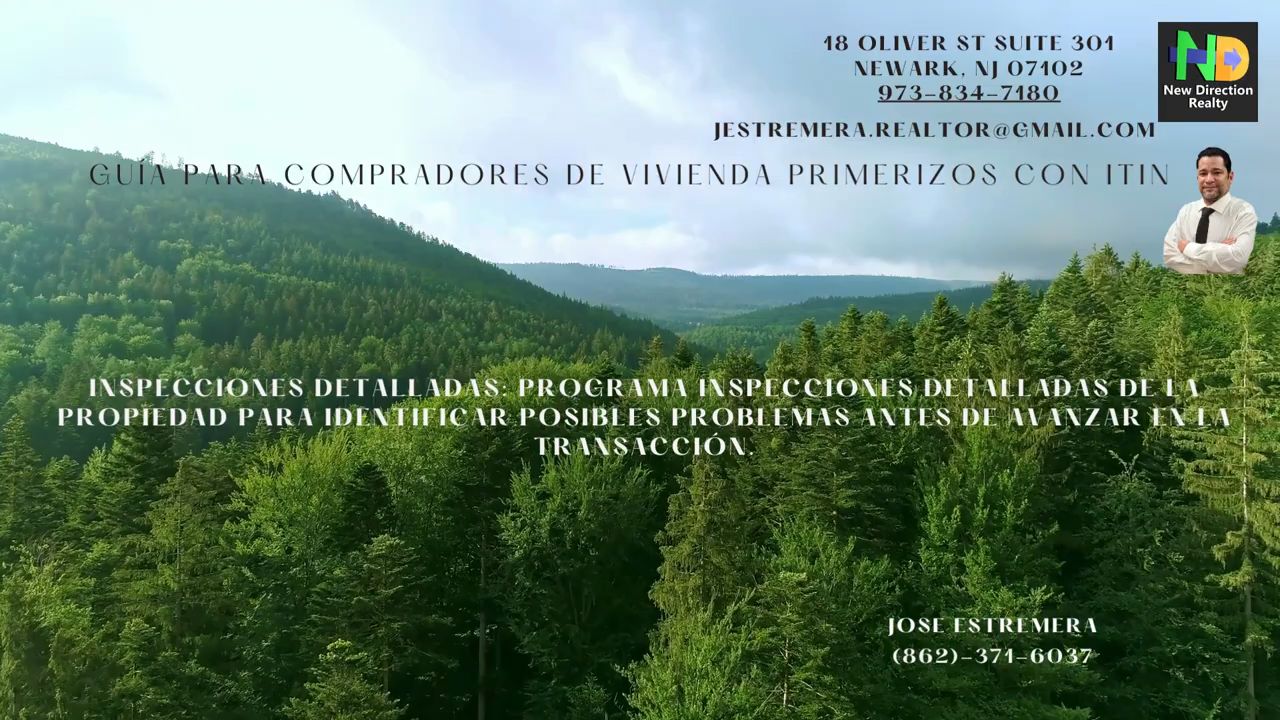 18 OLIVER ST SUITE 301
NEWARK, NJ 07102
973-834-7180
JESTREMERA.REALTOR@GMAIL.COM
ND
New Direction
Realty
GUÍA PARA COMPRADORES DE VIVIENDA PRIMERIZOS CON ITIN
INSPECCIONES DETALLADAS: PROGRAMA INSPECCIONES DETALLADAS DE LA
PROPIEDAD PARA IDENTIFICAR POSIBLES PROBLEMAS ANTES DE AVANZAR EN LA
TRANSACCIÓN.
JOSE ESTREMERA
(862)-371-6037